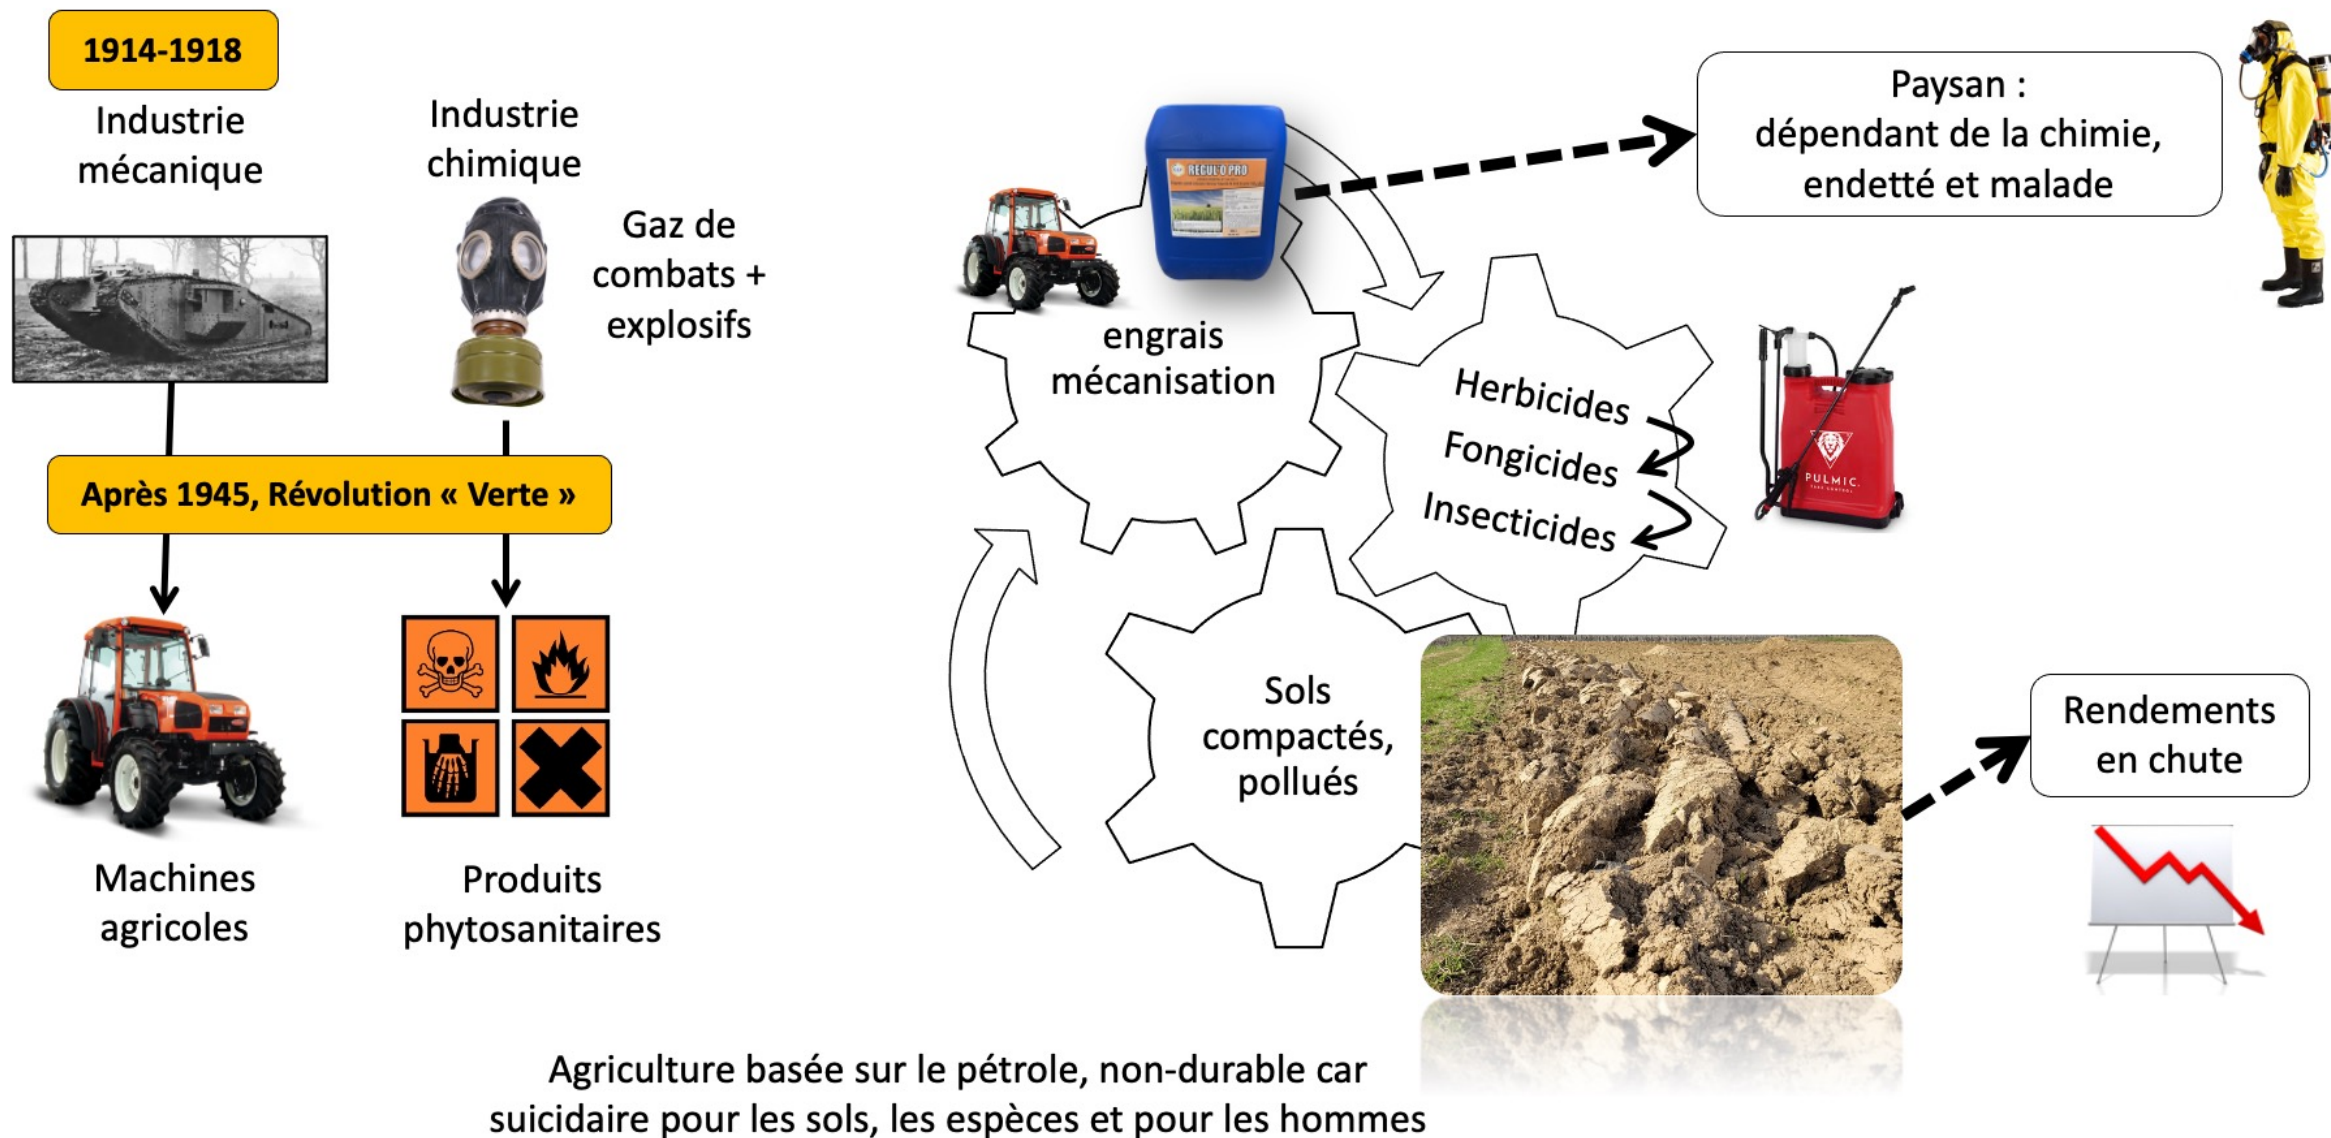 1914-1918
Industrie
mécanique
Industrie
chimique
Gaz de
combats +
explosifs
Après 1945, Révolution « Verte »
Machines
agricoles
Produits
phytosanitaires
REGUL'O PRO
engrais
mécanisation
Herbicides
Fongicides
Insecticides
PULMIC.
Sols
compactés,
pollués
Paysan :
dépendant de la chimie,
endetté et malade
Rendements
en chute
Agriculture basée sur le pétrole, non-durable car
suicidaire pour les sols, les espèces et pour les hommes